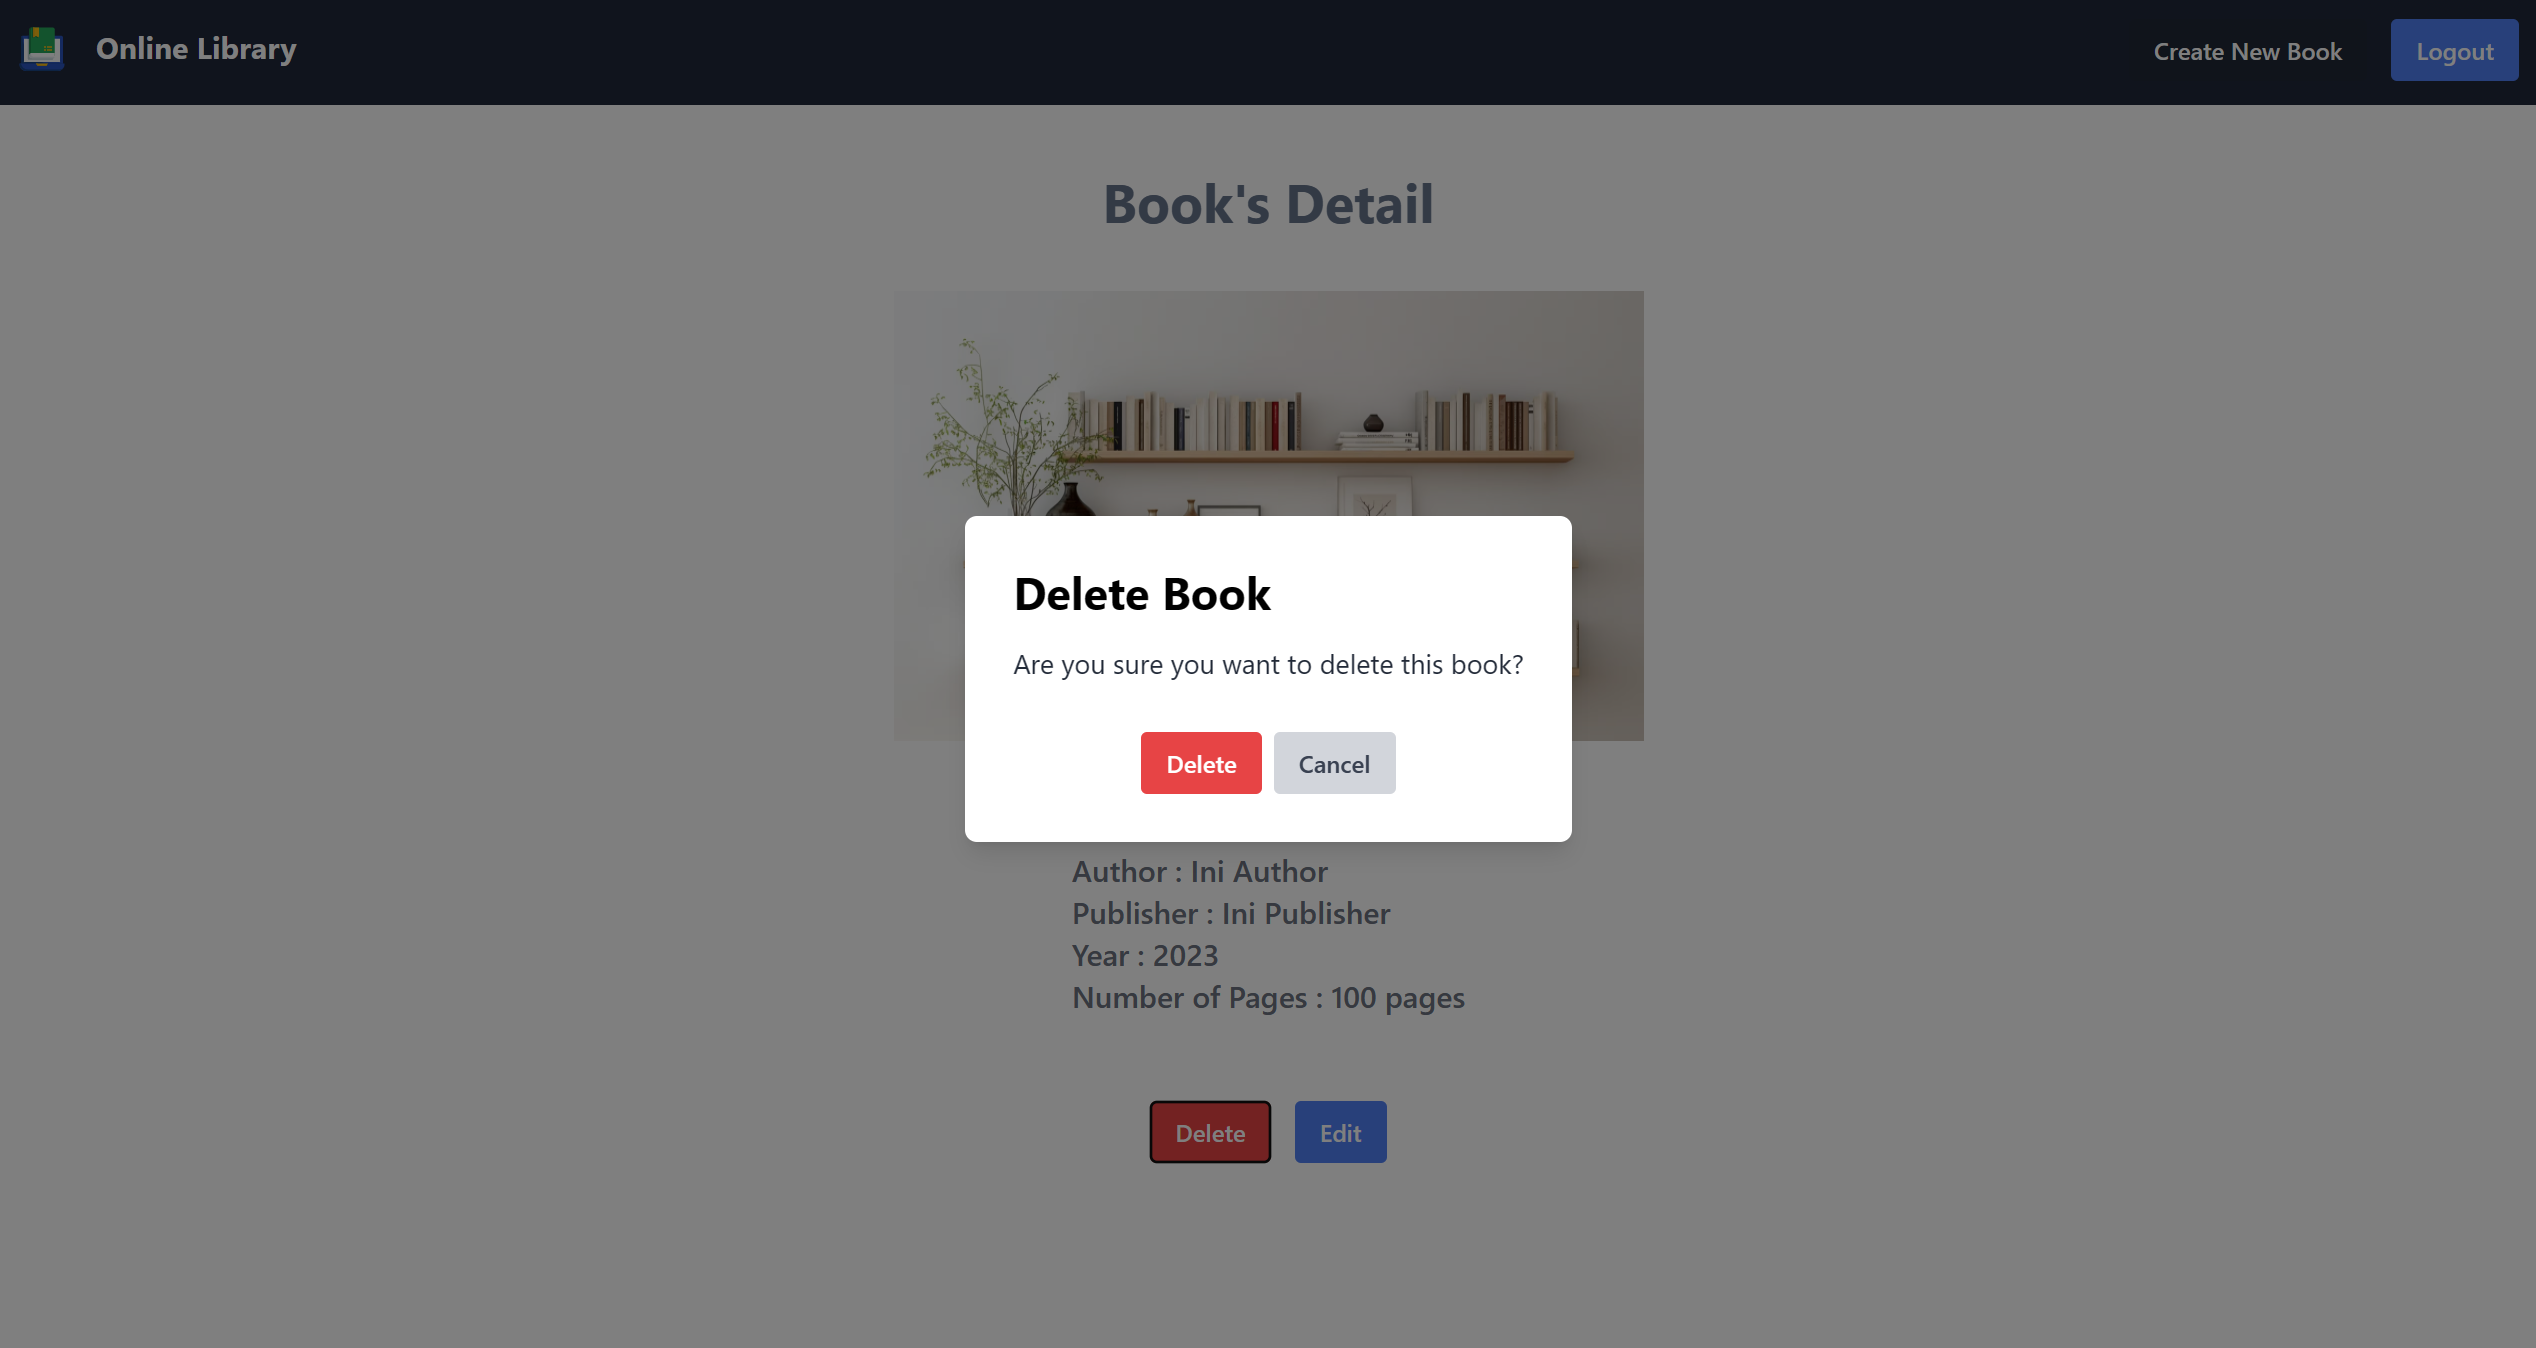 Online Library
Create New Book
Logout
Book's Detail
Delete Book
Are you sure you want to delete this book?
Delete
Cancel
Author : Ini Author
Publisher : Ini Publisher
Year : 2023
Number of Pages : 100 pages
Delete
Edit